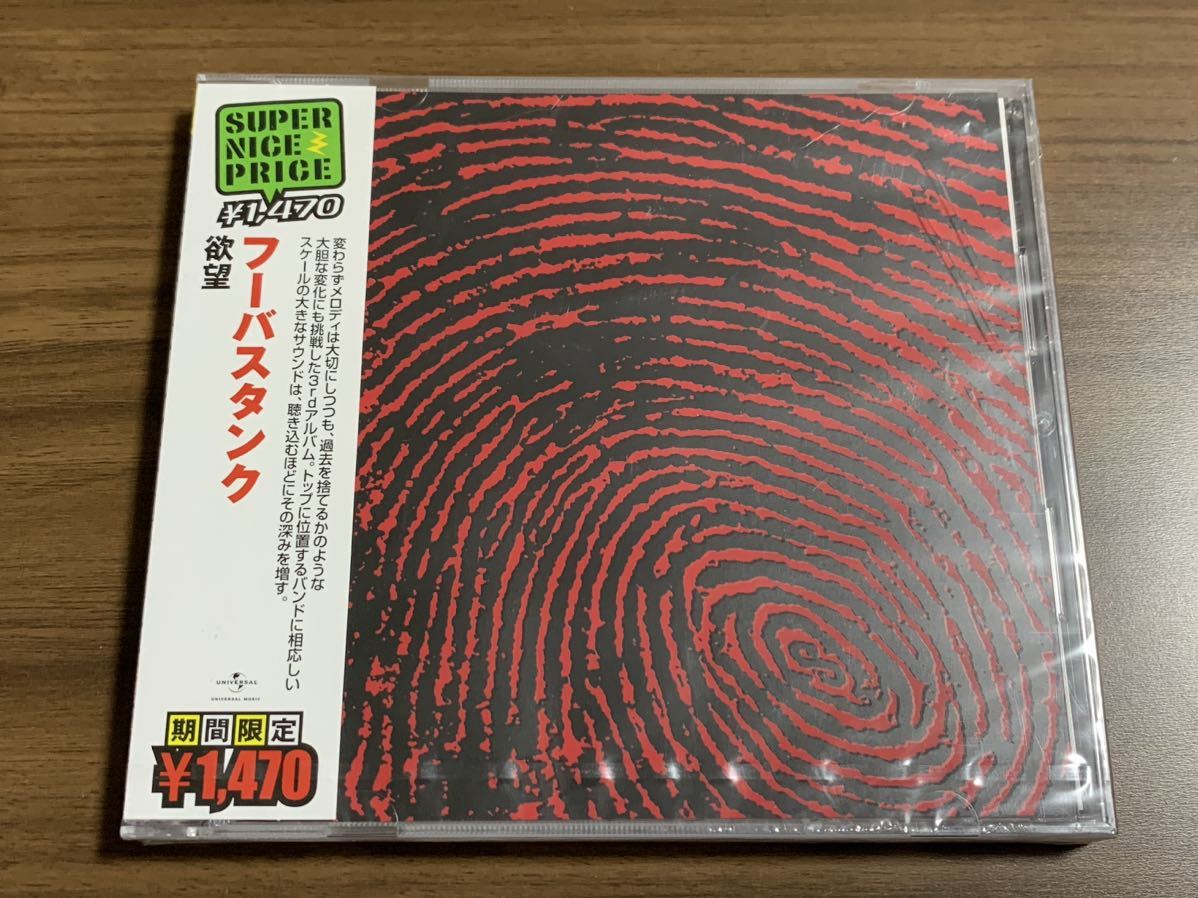 SUPER
NICE
PRICE
¥1,470
フーバスタンク
欲望
変わらずメロディは大切にしつつも、過去を捨てるかのような
大胆な変化にも挑戦した3rdアルバム。トップに位置するバンドに相応しい
スケールの大きなサウンドは、聴き込むほどにその深みを増す。
UNIVERSAL
UNIVERSAL MUSIC
期間限定
¥1,470